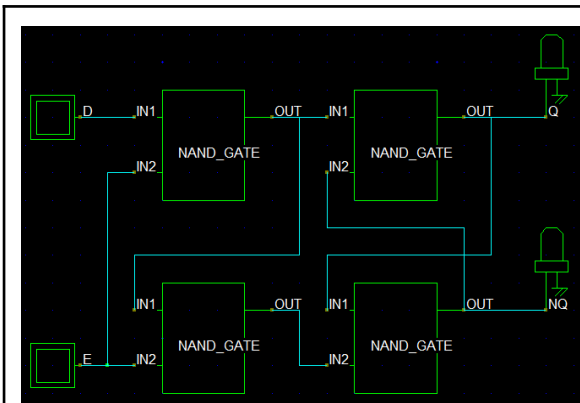 D IN1 OUT IN1 OUT Q
NAND_GATE NAND_GATE
IN2 IN2
IN1 OUT IN1 OUT NQ
NAND_GATE NAND_GATE
E IN2 IN2